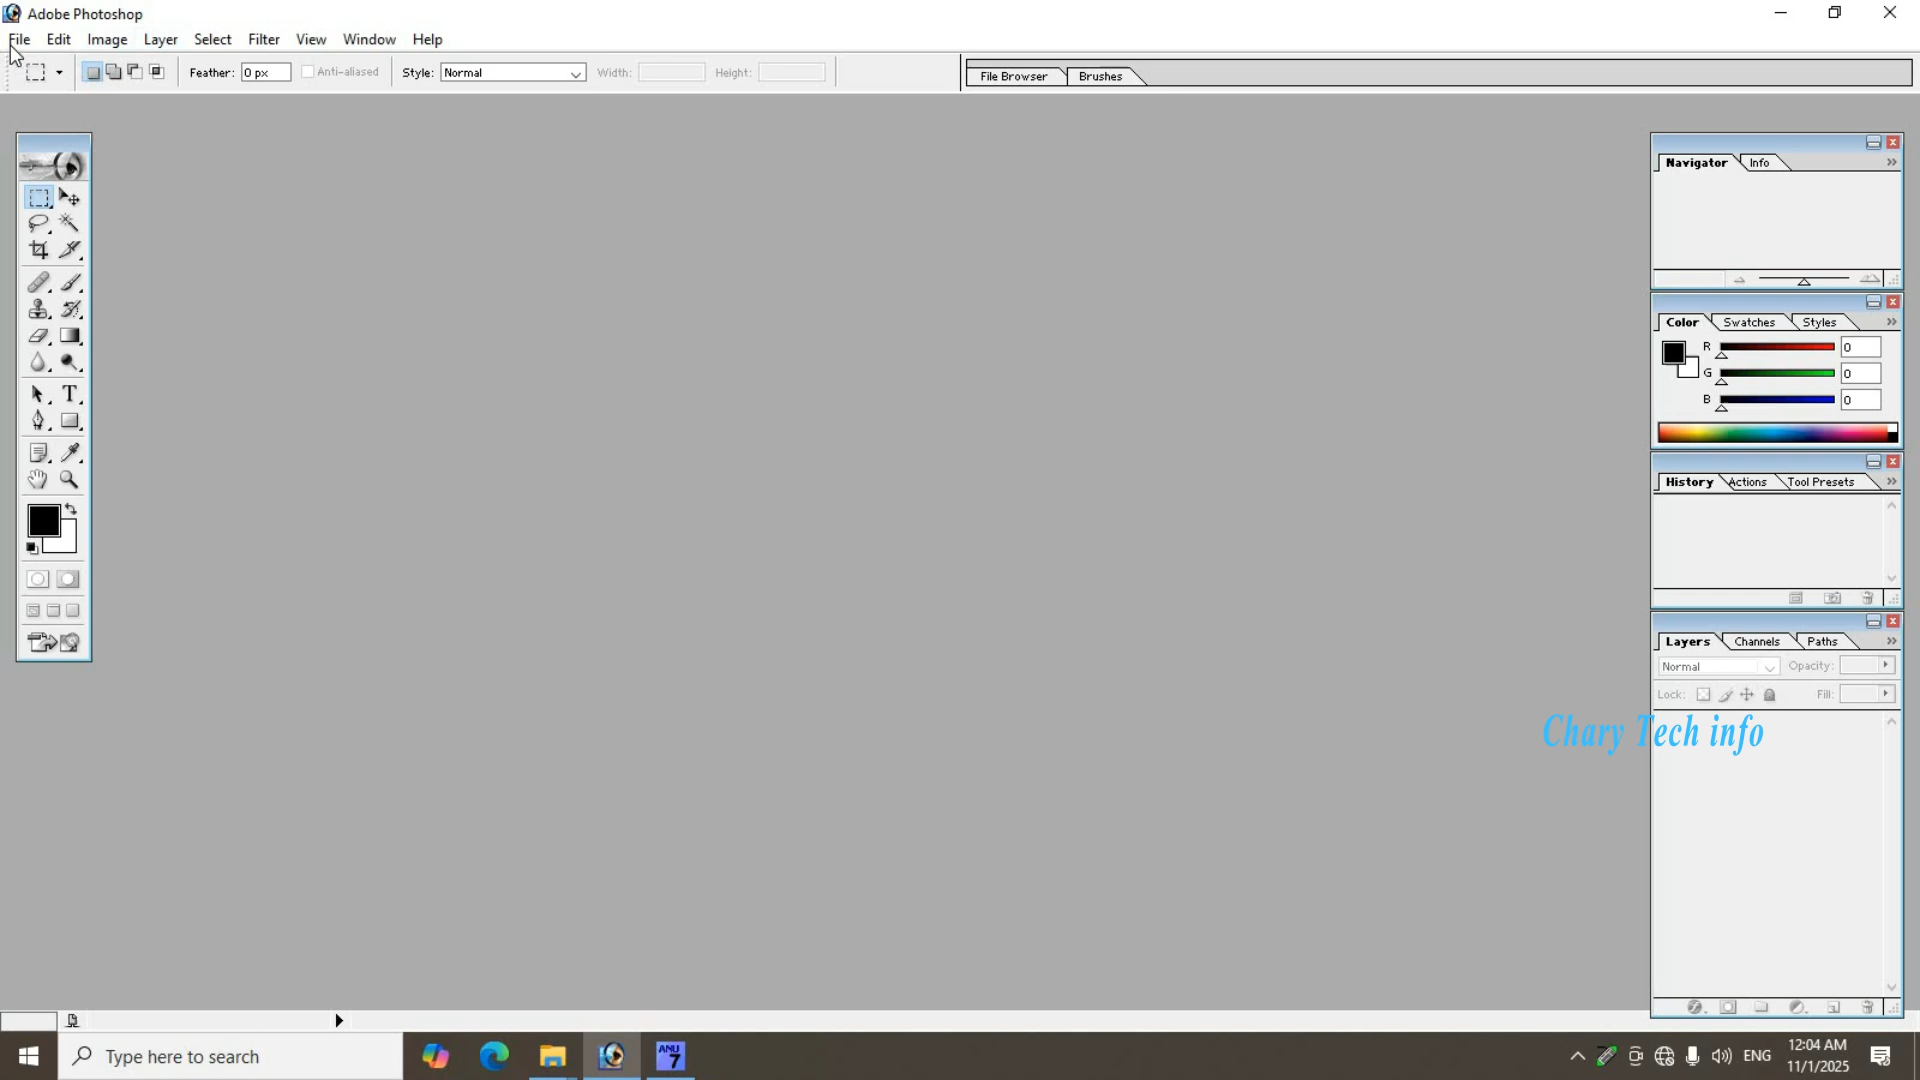 Adobe Photoshop
File Edit Image Layer Select Filter View Window Help
Feather: 0 px Anti-aliased Style: Normal Width: Height: File Browser Brushes
Navigator Info
Color Swatches Styles
R 0
G 0
B 0
T
History Actions Tool Presets
Layers Channels Paths
Normal Opacity:
Lock: Fill:
Chary Tech info
Type here to search
ANU 7
ENG
12:04 AM
11/1/2025